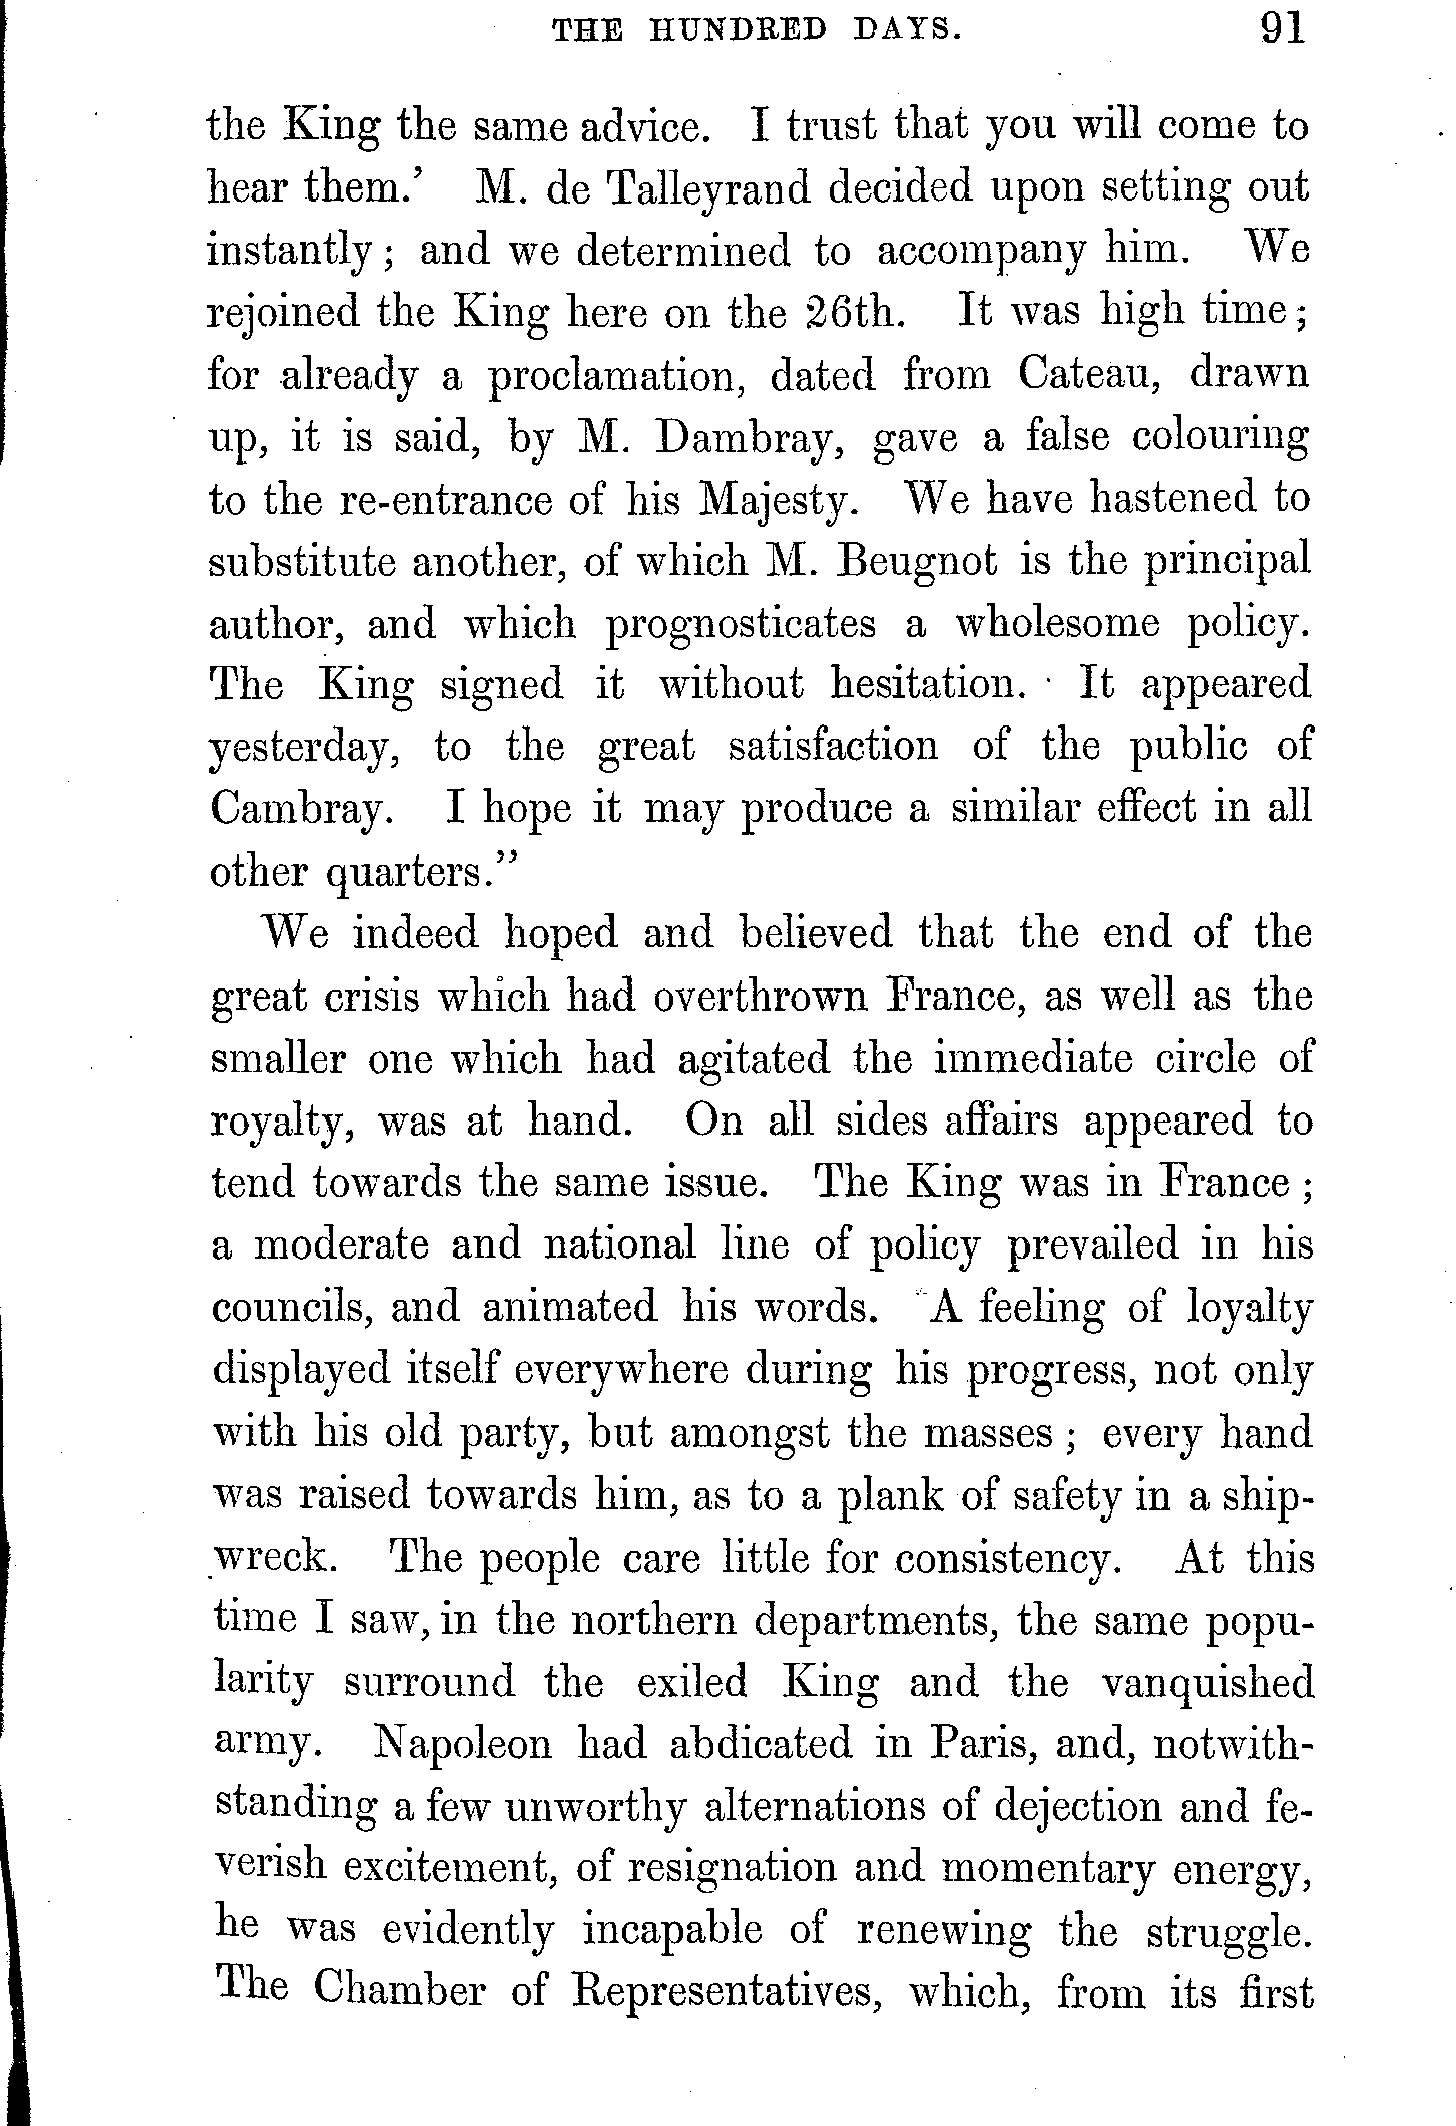 THE HUNDRED DAYS. 91
the King the same advice. I trust that you will come to
hear them.’ M. de Talleyrand decided upon setting out
instantly; and we determined to accompany him. We
rejoined the King here on the 26th. It was high time;
for already a proclamation, dated from Cateau, drawn
up, it is said, by M. Dambray, gave a false colouring
to the re-entrance of his Majesty. We have hastened to
substitute another, of which M. Beugnot is the principal
author, and which prognosticates a wholesome policy.
The King signed it without hesitation. It appeared
yesterday, to the great satisfaction of the public of
Cambray. I hope it may produce a similar effect in all
other quarters.”
We indeed hoped and believed that the end of the
great crisis which had overthrown France, as well as the
smaller one which had agitated the immediate circle of
royalty, was at hand. On all sides affairs appeared to
tend towards the same issue. The King was in France;
a moderate and national line of policy prevailed in his
councils, and animated his words. A feeling of loyalty
displayed itself everywhere during his progress, not only
with his old party, but amongst the masses; every hand
was raised towards him, as to a plank of safety in a ship-
wreck. The people care little for consistency. At this
time I saw, in the northern departments, the same popu-
larity surround the exiled King and the vanquished
army. Napoleon had abdicated in Paris, and, notwith-
standing a few unworthy alternations of dejection and fe-
verish excitement, of resignation and momentary energy,
he was evidently incapable of renewing the struggle.
The Chamber of Representatives, which, from its first